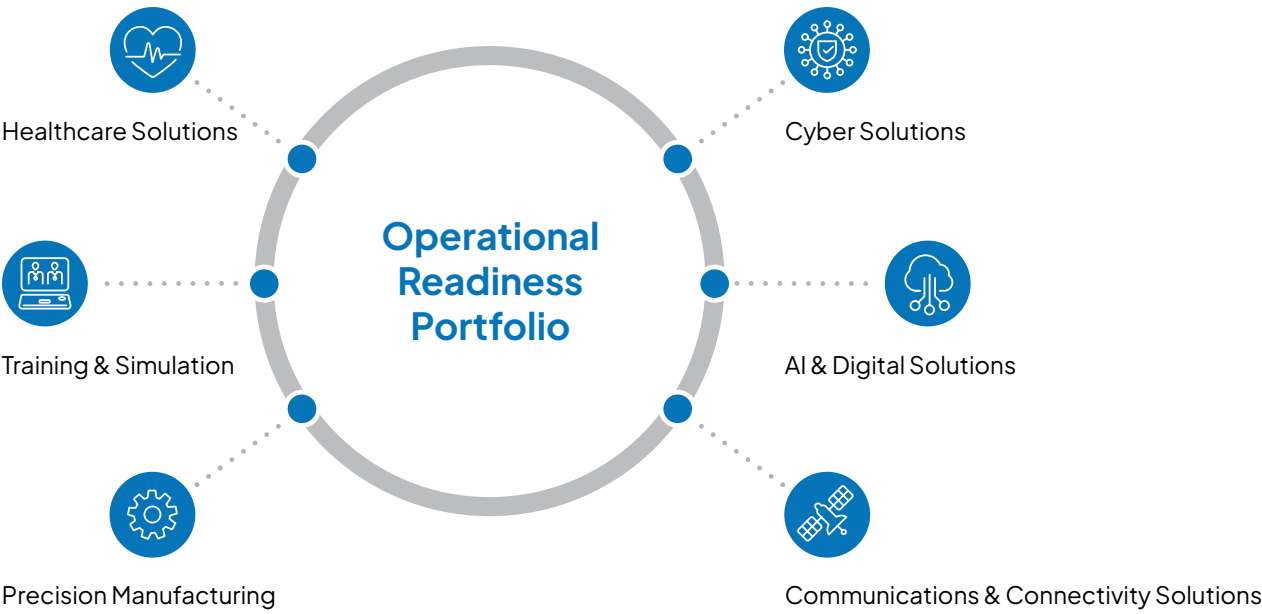 Healthcare Solutions
Cyber Solutions
Operational
Readiness
Portfolio
Training & Simulation
AI & Digital Solutions
Precision Manufacturing
Communications & Connectivity Solutions